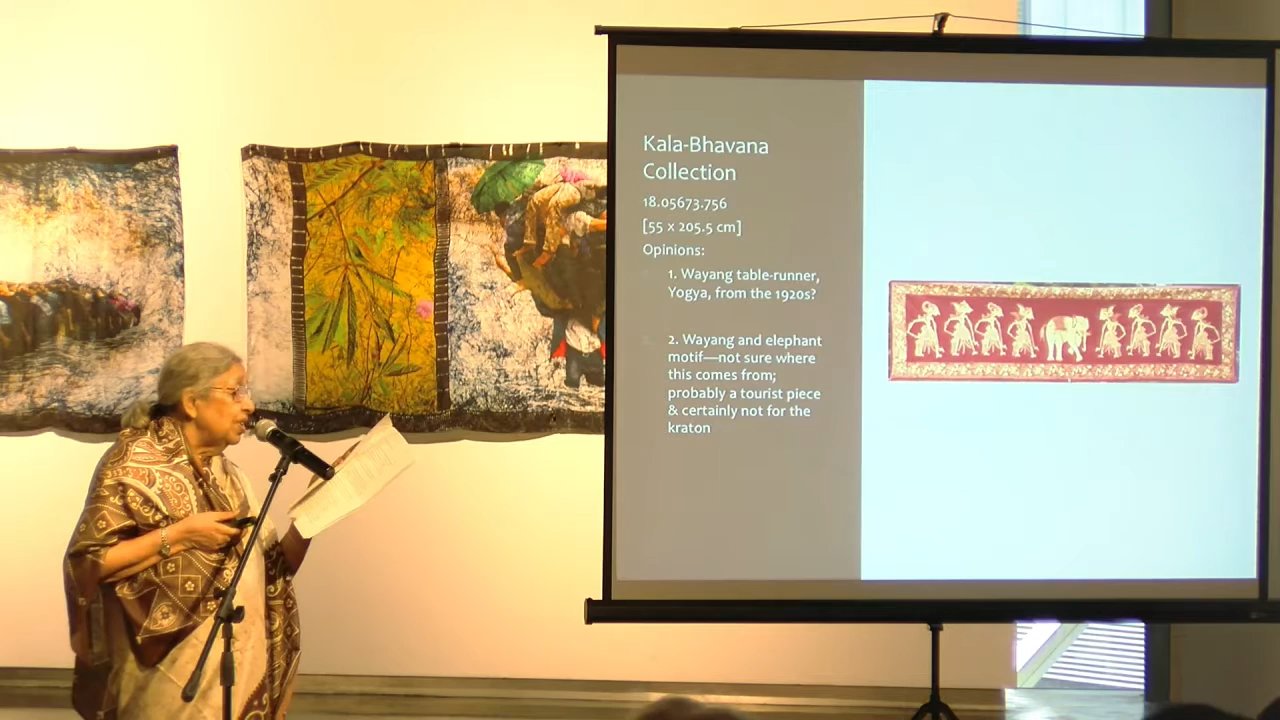 Kala-Bhavana
Collection
18.05673.756
[55 x 205.5 cm]
Opinions:
1. Wayang table-runner,
Yogya, from the 1920s?
2. Wayang and elephant
motif—not sure where
this comes from;
probably a tourist piece
& certainly not for the
kraton